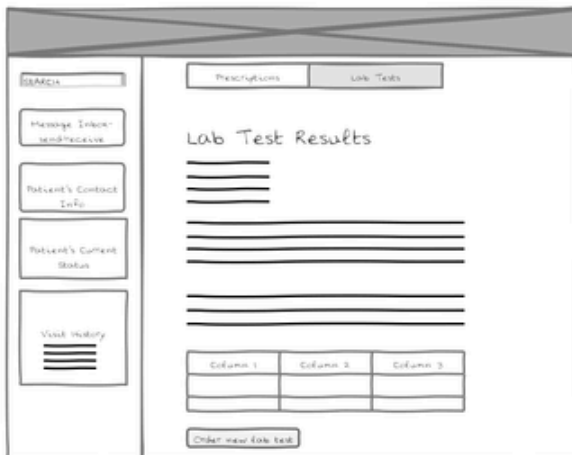 SEARCH
Message Inbox-
send/receive
Patient's Contact
Info
Patient's Current
Status
Visit History
Prescriptions
Lab Tests
Lab Test Results
Column 1
Column 2
Column 3
Order new lab test